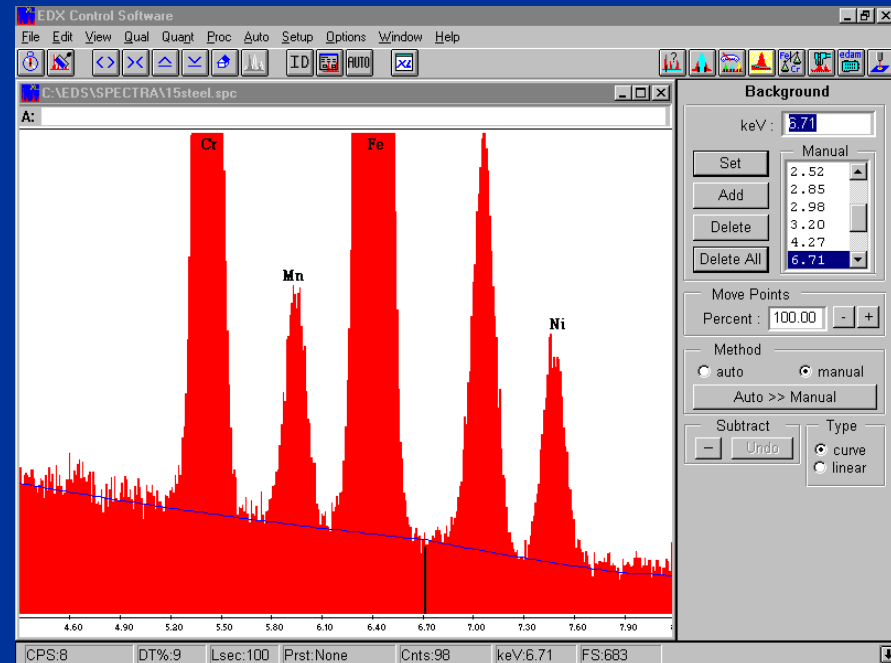 EDX Control Software
File Edit View Qual Quant Proc Auto Setup Options Window Help
ID AUTO XL Fe Cr edam
C:\EDS\SPECTRA\15steel.spc
A:
Cr
Fe
Mn
Ni
4.60 4.90 5.20 5.50 5.80 6.10 6.40 6.70 7.00 7.30 7.60 7.90
Background
keV : 6.71
Manual
Set
Add
Delete
Delete All
2.52
2.85
2.98
3.20
4.27
6.71
Move Points
Percent : 100.00 - +
Method
auto manual
Auto >> Manual
Subtract
– Undo
Type
curve
linear
CPS:8 DT%:9 Lsec:100 Prst:None Cnts:98 keV:6.71 FS:683